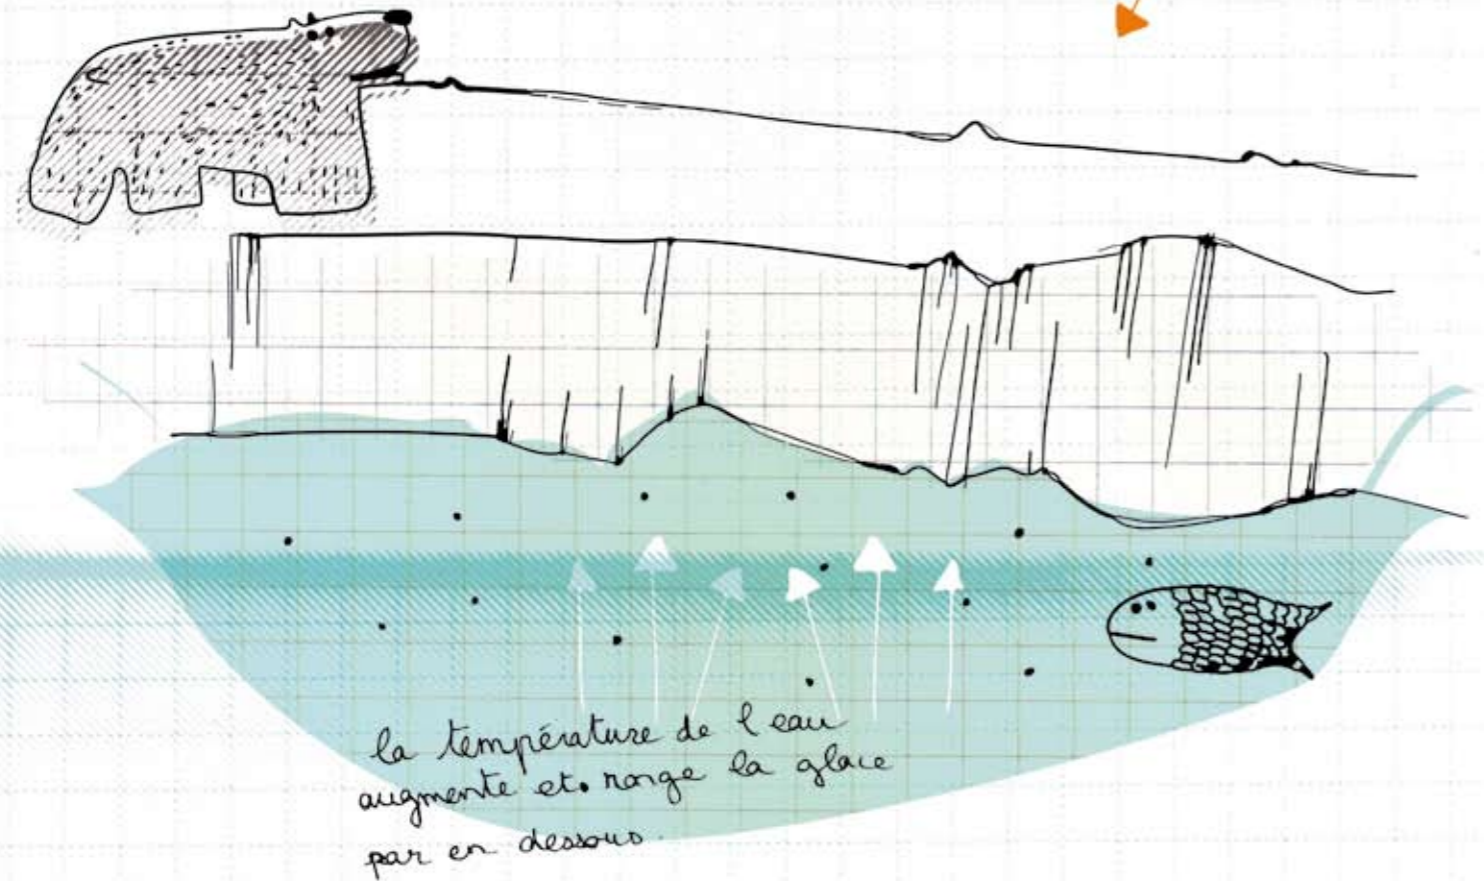 la température de l eau
augmente et. ronge la glace
par en dessous.